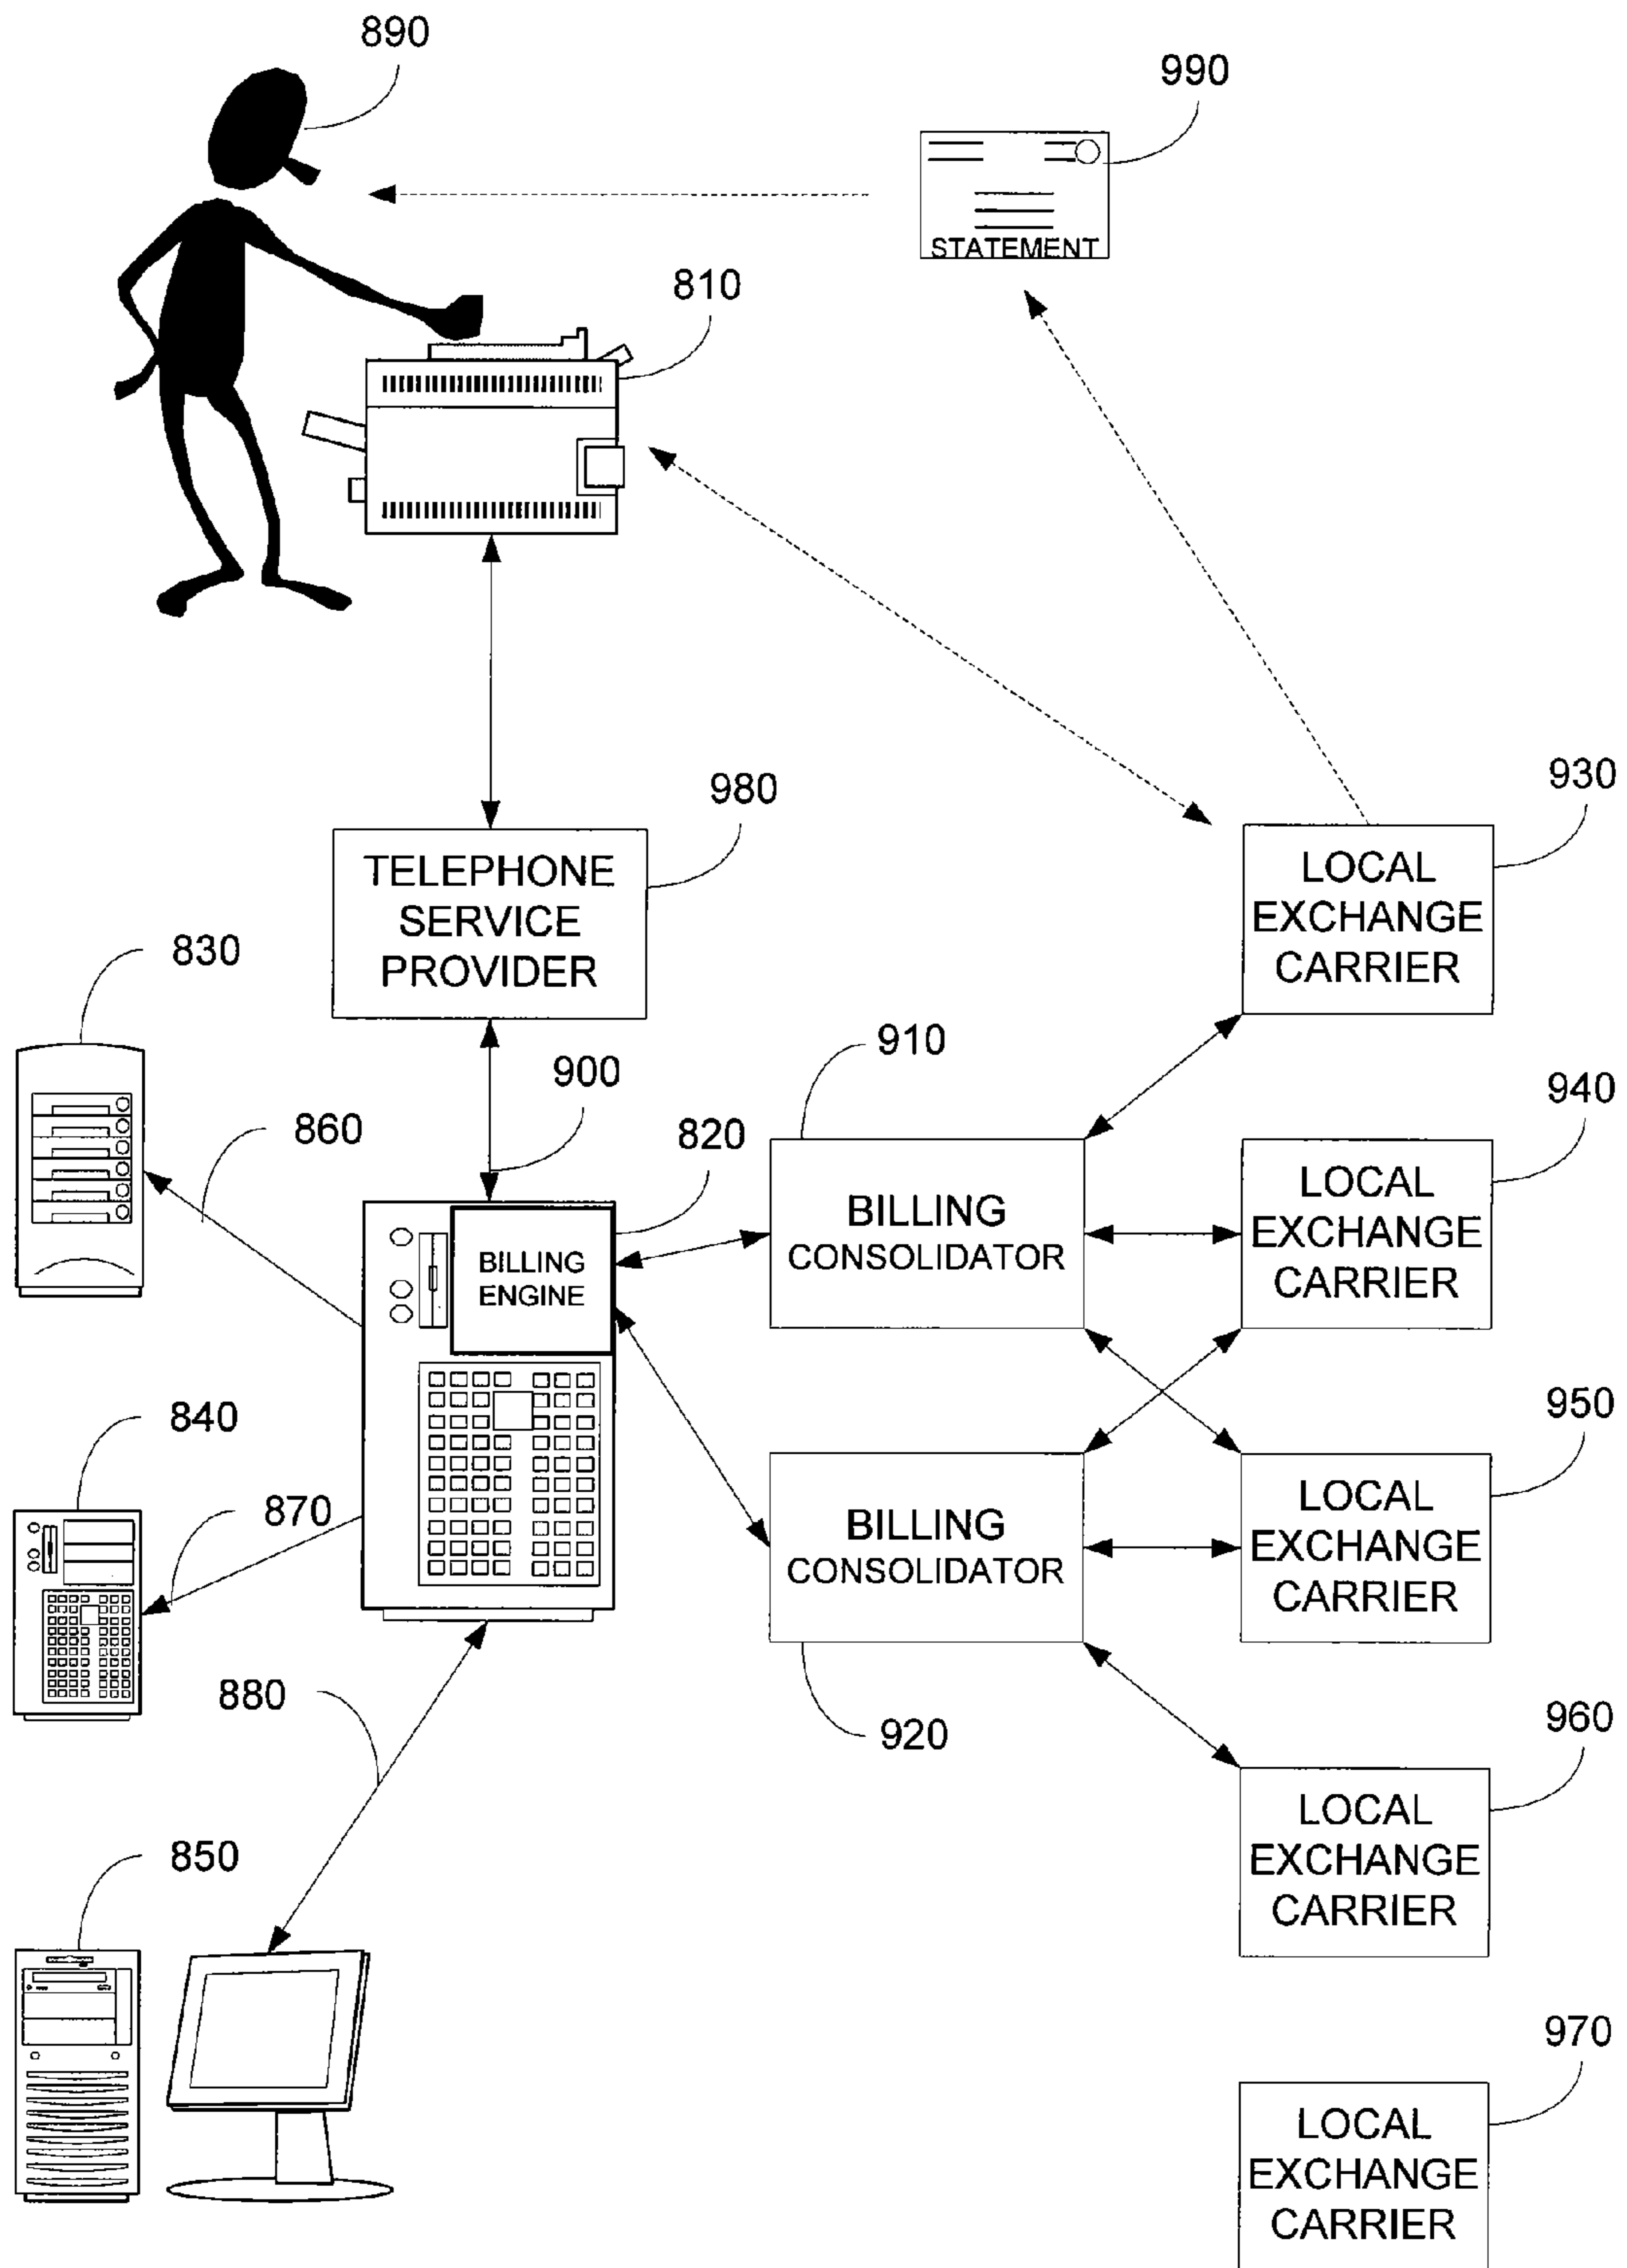 890
990
STATEMENT
810
930
980
TELEPHONE
SERVICE
PROVIDER
LOCAL
EXCHANGE
CARRIER
830
910
900
860
820
940
BILLING
ENGINE
BILLING
CONSOLIDATOR
LOCAL
EXCHANGE
CARRIER
840
870
950
BILLING
CONSOLIDATOR
LOCAL
EXCHANGE
CARRIER
880
920
960
LOCAL
EXCHANGE
CARRIER
850
970
LOCAL
EXCHANGE
CARRIER